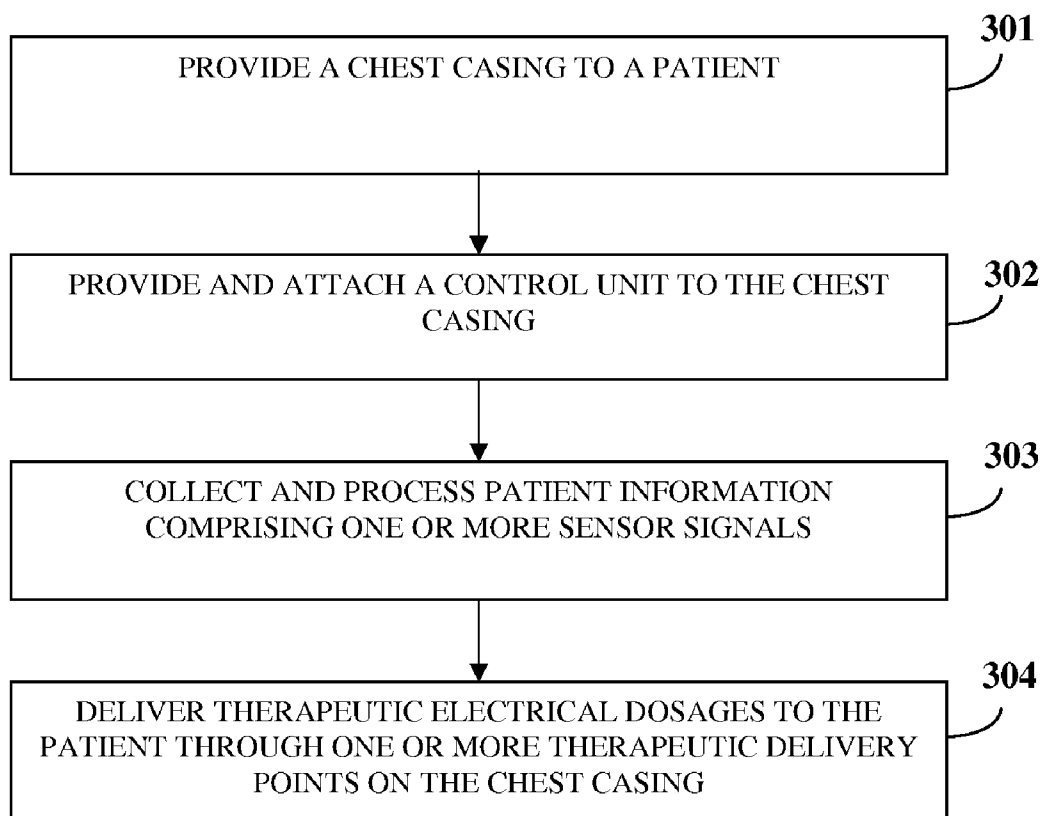 301
PROVIDE A CHEST CASING TO A PATIENT
302
PROVIDE AND ATTACH A CONTROL UNIT TO THE CHEST
CASING
303
COLLECT AND PROCESS PATIENT INFORMATION
COMPRISING ONE OR MORE SENSOR SIGNALS
304
DELIVER THERAPEUTIC ELECTRICAL DOSAGES TO THE
PATIENT THROUGH ONE OR MORE THERAPEUTIC DELIVERY
POINTS ON THE CHEST CASING